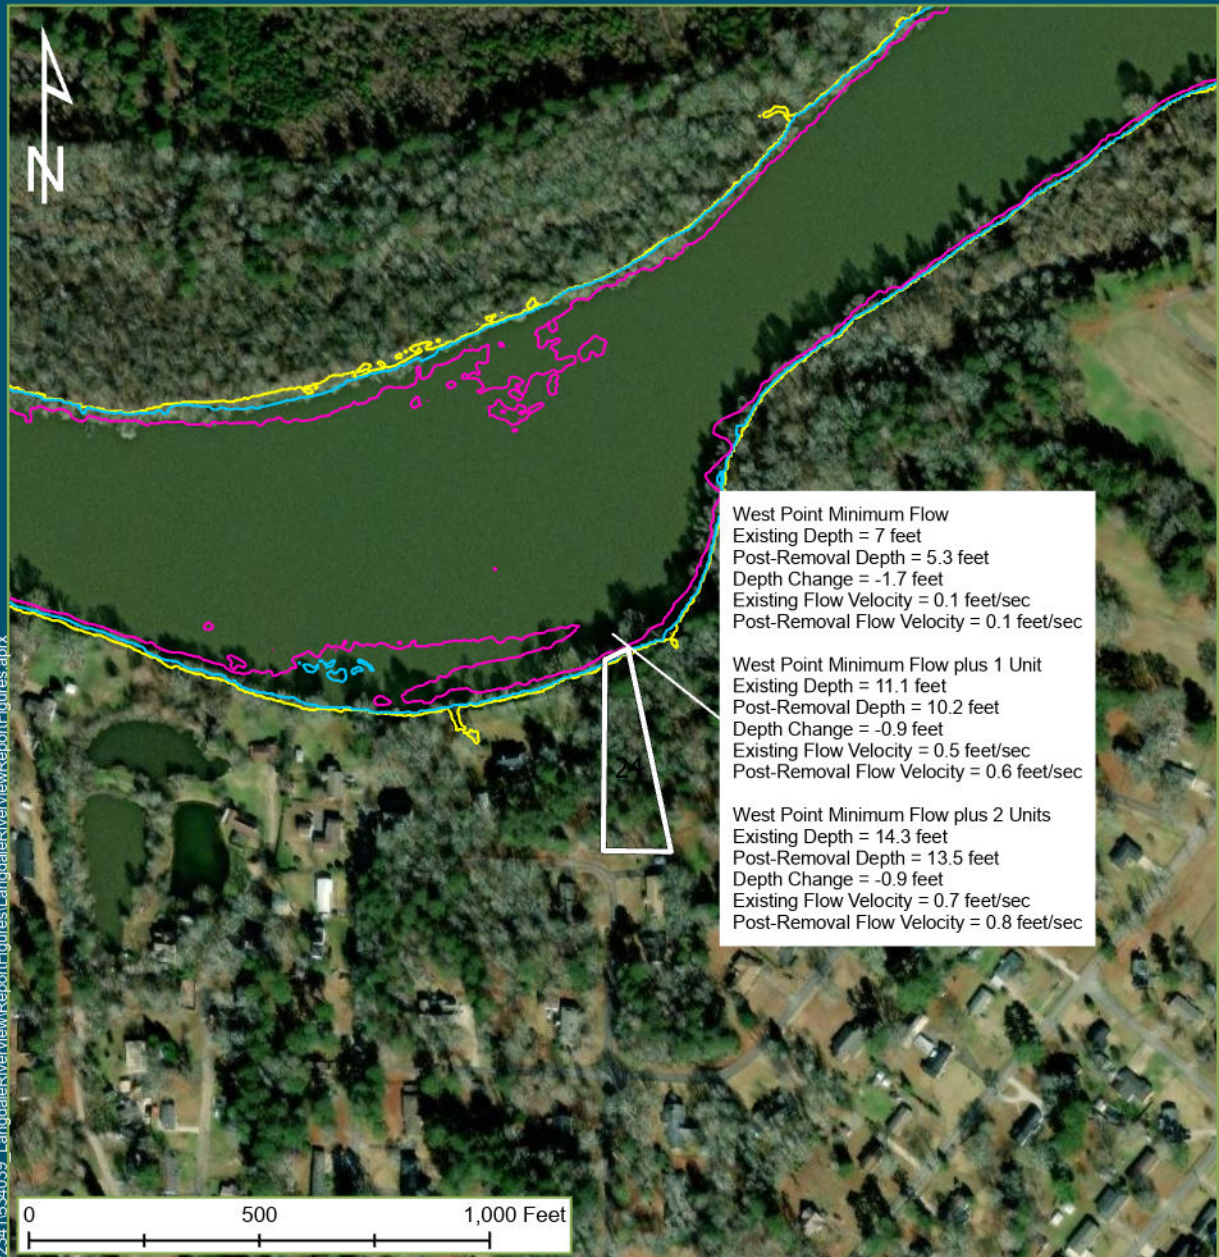 N
West Point Minimum Flow
Existing Depth = 7 feet
Post-Removal Depth = 5.3 feet
Depth Change = -1.7 feet
Existing Flow Velocity = 0.1 feet/sec
Post-Removal Flow Velocity = 0.1 feet/sec
West Point Minimum Flow plus 1 Unit
Existing Depth = 11.1 feet
Post-Removal Depth = 10.2 feet
Depth Change = -0.9 feet
Existing Flow Velocity = 0.5 feet/sec
Post-Removal Flow Velocity = 0.6 feet/sec
West Point Minimum Flow plus 2 Units
Existing Depth = 14.3 feet
Post-Removal Depth = 13.5 feet
Depth Change = -0.9 feet
Existing Flow Velocity = 0.7 feet/sec
Post-Removal Flow Velocity = 0.8 feet/sec
24
0 500 1,000 Feet